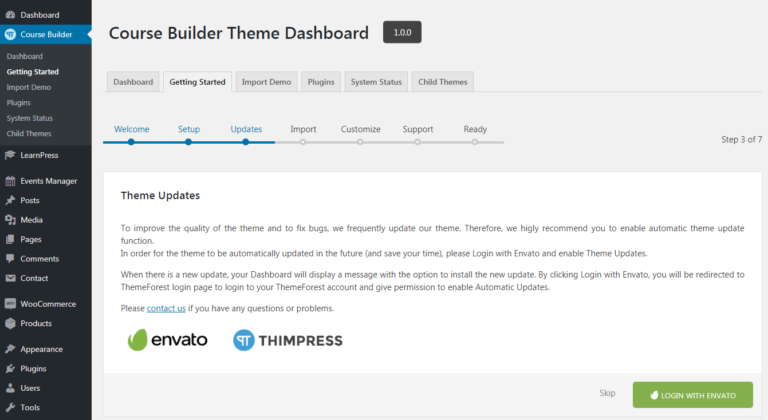 Dashboard
Course Builder
Dashboard
Getting Started
Import Demo
Plugins
System Status
Child Themes
LearnPress
Events Manager
Posts
Media
Pages
Comments
Contact
WooCommerce
Products
Appearance
Plugins
Users
Tools
Course Builder Theme Dashboard 1.0.0
Dashboard Getting Started Import Demo Plugins System Status Child Themes
Welcome Setup Updates Import Customize Support Ready
Step 3 of 7
Theme Updates
To improve the quality of the theme and to fix bugs, we frequently update our theme. Therefore, we higly recommend you to enable automatic theme update
function.
In order for the theme to be automatically updated in the future (and save your time), please Login with Envato and enable Theme Updates.
When there is a new update, your Dashboard will display a message with the option to install the new update. By clicking Login with Envato, you will be redirected to
ThemeForest login page to login to your ThemeForest account and give permission to enable Automatic Updates.
Please contact us if you have any questions or problems.
envato THIMPRESS
Skip LOGIN WITH ENVATO